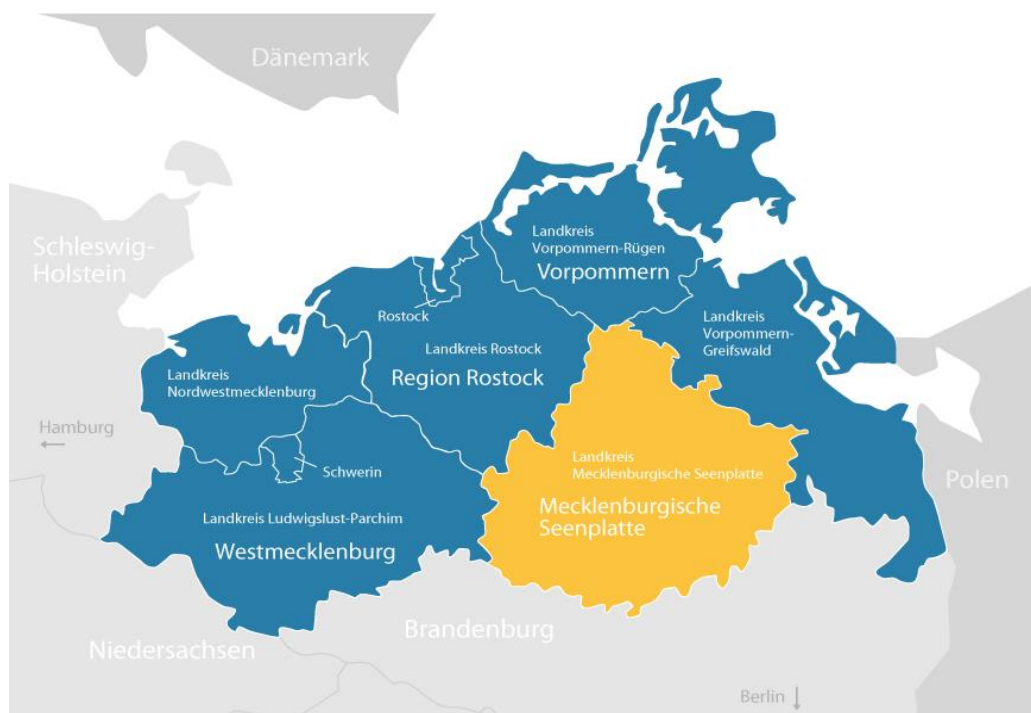 Dänemark
Schleswig-
Holstein
Landkreis
Vorpommern-Rügen
Vorpommern
Rostock
Landkreis
Vorpommern-
Greifswald
Landkreis Rostock
Region Rostock
Landkreis
Nordwestmecklenburg
Hamburg
Schwerin
Landkreis
Mecklenburgische Seenplatte
Mecklenburgische
Seenplatte
Polen
Landkreis Ludwigslust-Parchim
Westmecklenburg
Brandenburg
Niedersachsen
Berlin